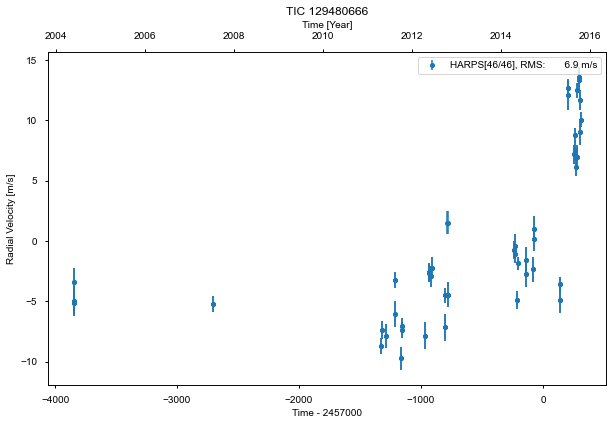 TIC 129480666
Time [Year]
2004 2006 2008 2010 2012 2014 2016
HARPS[46/46], RMS: 6.9 m/s
Radial Velocity [m/s]
15
10
5
0
−5
−10
−4000 −3000 −2000 −1000 0
Time - 2457000